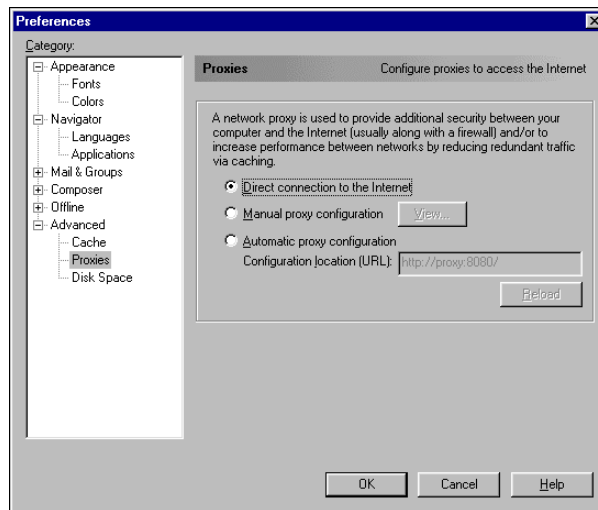 Preferences
Category:
Appearance
Fonts
Colors
Navigator
Languages
Applications
Mail & Groups
Composer
Offline
Advanced
Cache
Proxies
Disk Space
Proxies Configure proxies to access the Internet
A network proxy is used to provide additional security between your
computer and the Internet (usually along with a firewall) and/or to
increase performance between networks by reducing redundant traffic
via caching.
Direct connection to the Internet
Manual proxy configuration View...
Automatic proxy configuration
Configuration location (URL): http://proxy:8080/
Reload
OK Cancel Help